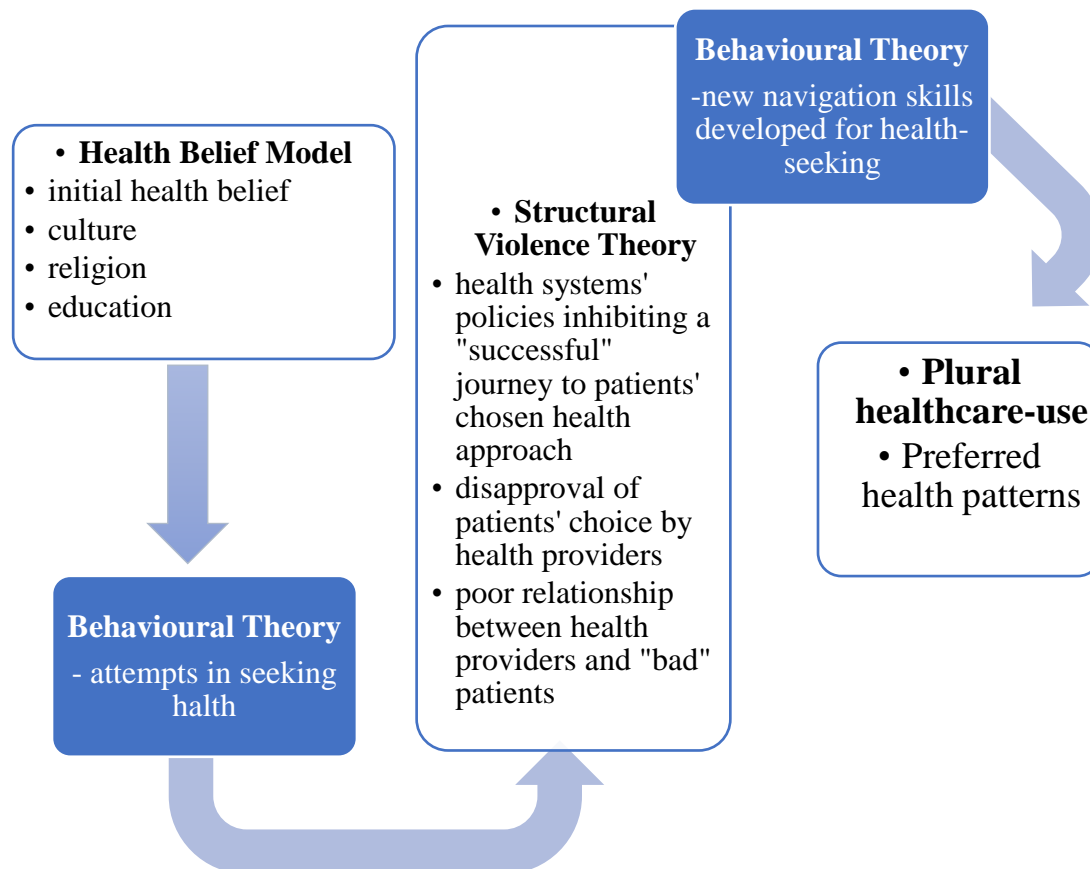 • Health Belief Model
• initial health belief
• culture
• religion
• education
Behavioural Theory
- attempts in seeking
halth
• Structural
Violence Theory
• health systems'
policies inhibiting a
"successful"
journey to patients'
chosen health
approach
• disapproval of
patients' choice by
health providers
• poor relationship
between health
providers and "bad"
patients
Behavioural Theory
-new navigation skills
developed for health-
seeking
• Plural
healthcare-use
• Preferred
health patterns